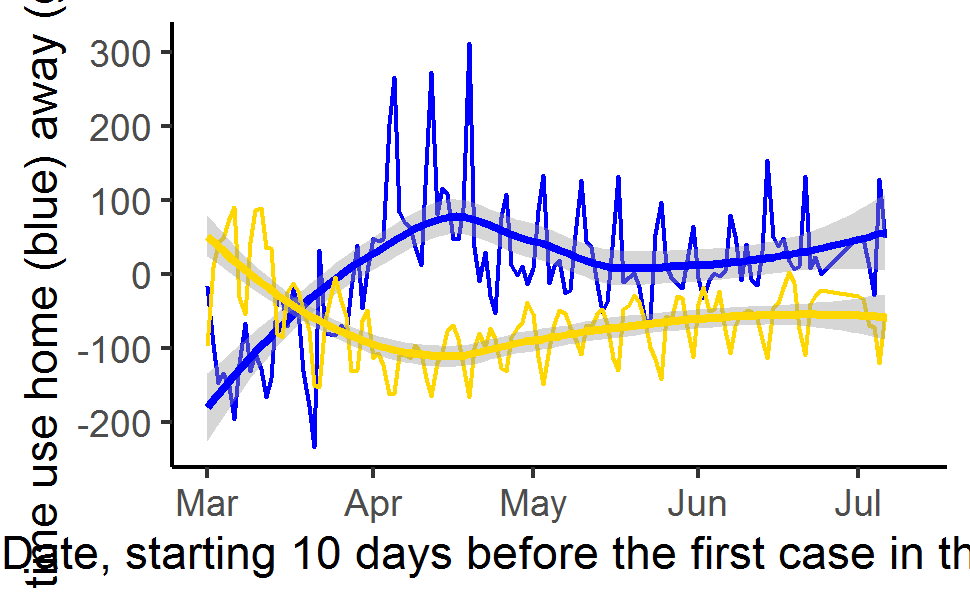 time use home (blue) away (
300
200
100
0
-100
-200
Mar Apr May Jun Jul
Date, starting 10 days before the first case in th